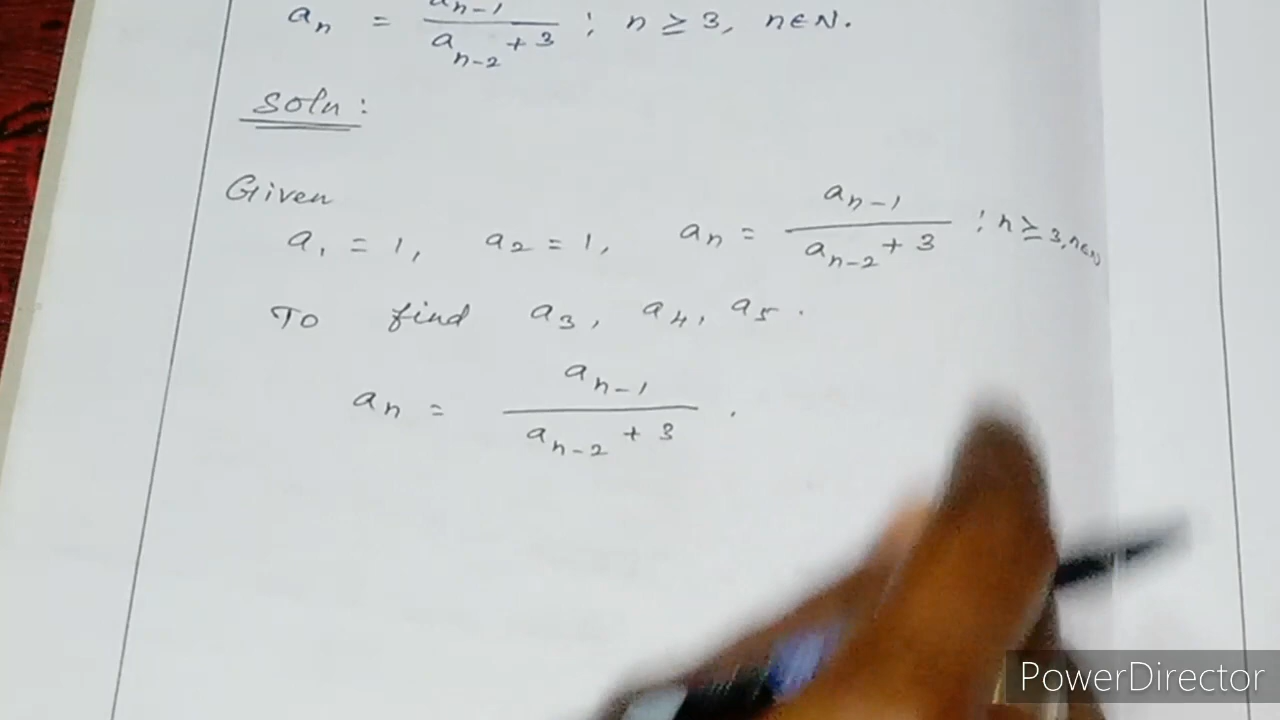 aₙ = aₙ₋₁ / (aₙ₋₂ + 3) ; n ≥ 3, n∈N.
Soln :
Given
a₁ = 1, a₂ = 1, aₙ = aₙ₋₁ / (aₙ₋₂ + 3) ; n ≥ 3, n∈N
To find a₃, a₄, a₅.
aₙ = aₙ₋₁ / (aₙ₋₂ + 3) .
PowerDirector